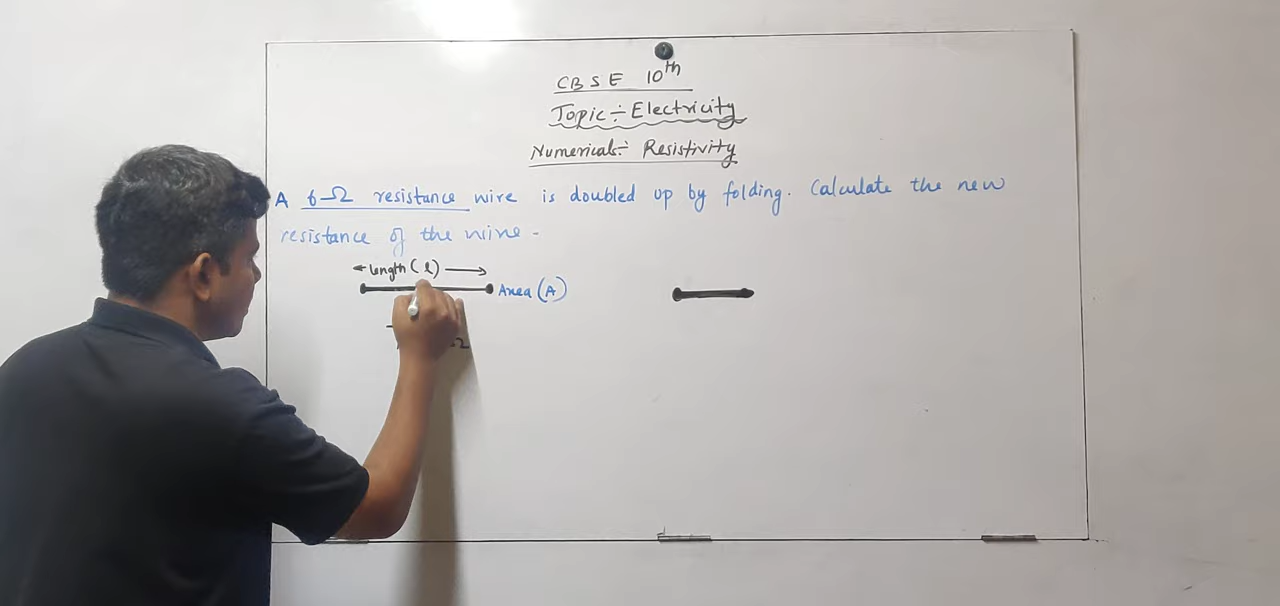 CBSE 10th
Topic ÷ Electricity
Numericals ÷ Resistivity
A 6Ω resistance wire is doubled up by folding. Calculate the new
resistance of the wire -
length (l)
Area (A)
Ω